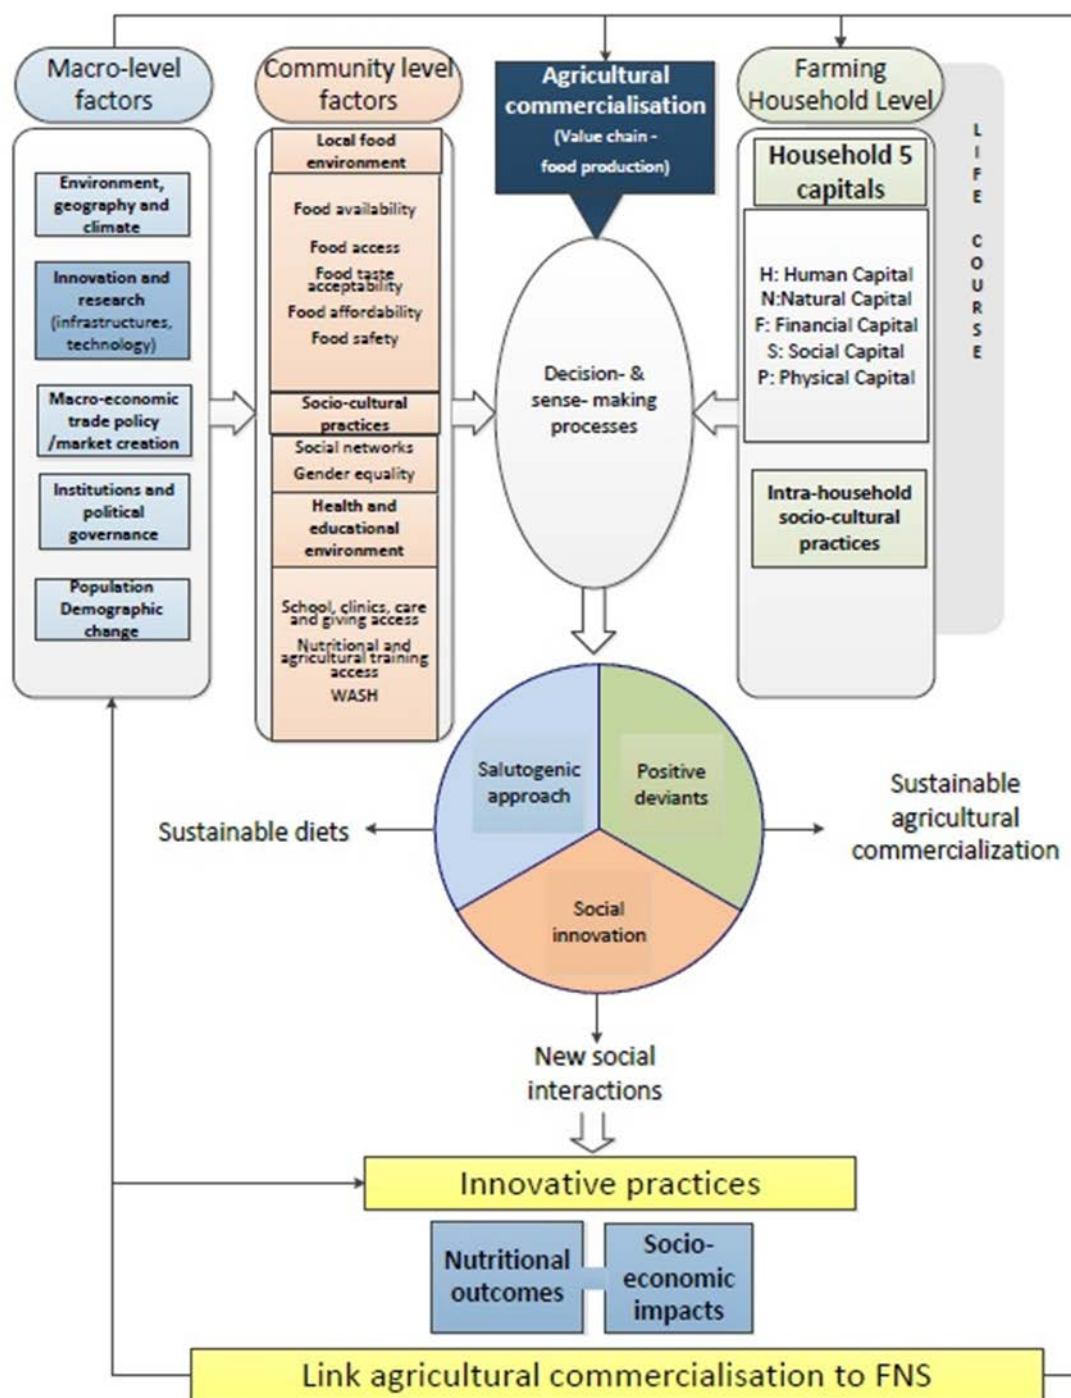 Macro-level
factors
Environment,
geography and
climate
Innovation and
research
(infrastructures,
technology)
Macro-economic
trade policy
/market creation
Institutions and
political
governance
Population
Demographic
change
Community level
factors
Local food
environment
Food availability
Food access
Food taste
acceptability
Food affordability
Food safety
Socio-cultural
practices
Social networks
Gender equality
Health and
educational
environment
School, clinics, care
and giving access
Nutritional and
agricultural training
access
WASH
Agricultural
commercialisation
(Value chain -
food production)
Decision- &
sense- making
processes
Farming
Household Level
Household 5
capitals
H: Human Capital
N:Natural Capital
F: Financial Capital
S: Social Capital
P: Physical Capital
Intra-household
socio-cultural
practices
LIFE COURSE
Salutogenic
approach
Positive
deviants
Social
innovation
Sustainable diets
Sustainable
agricultural
commercialization
New social
interactions
Innovative practices
Nutritional
outcomes
Socio-
economic
impacts
Link agricultural commercialisation to FNS